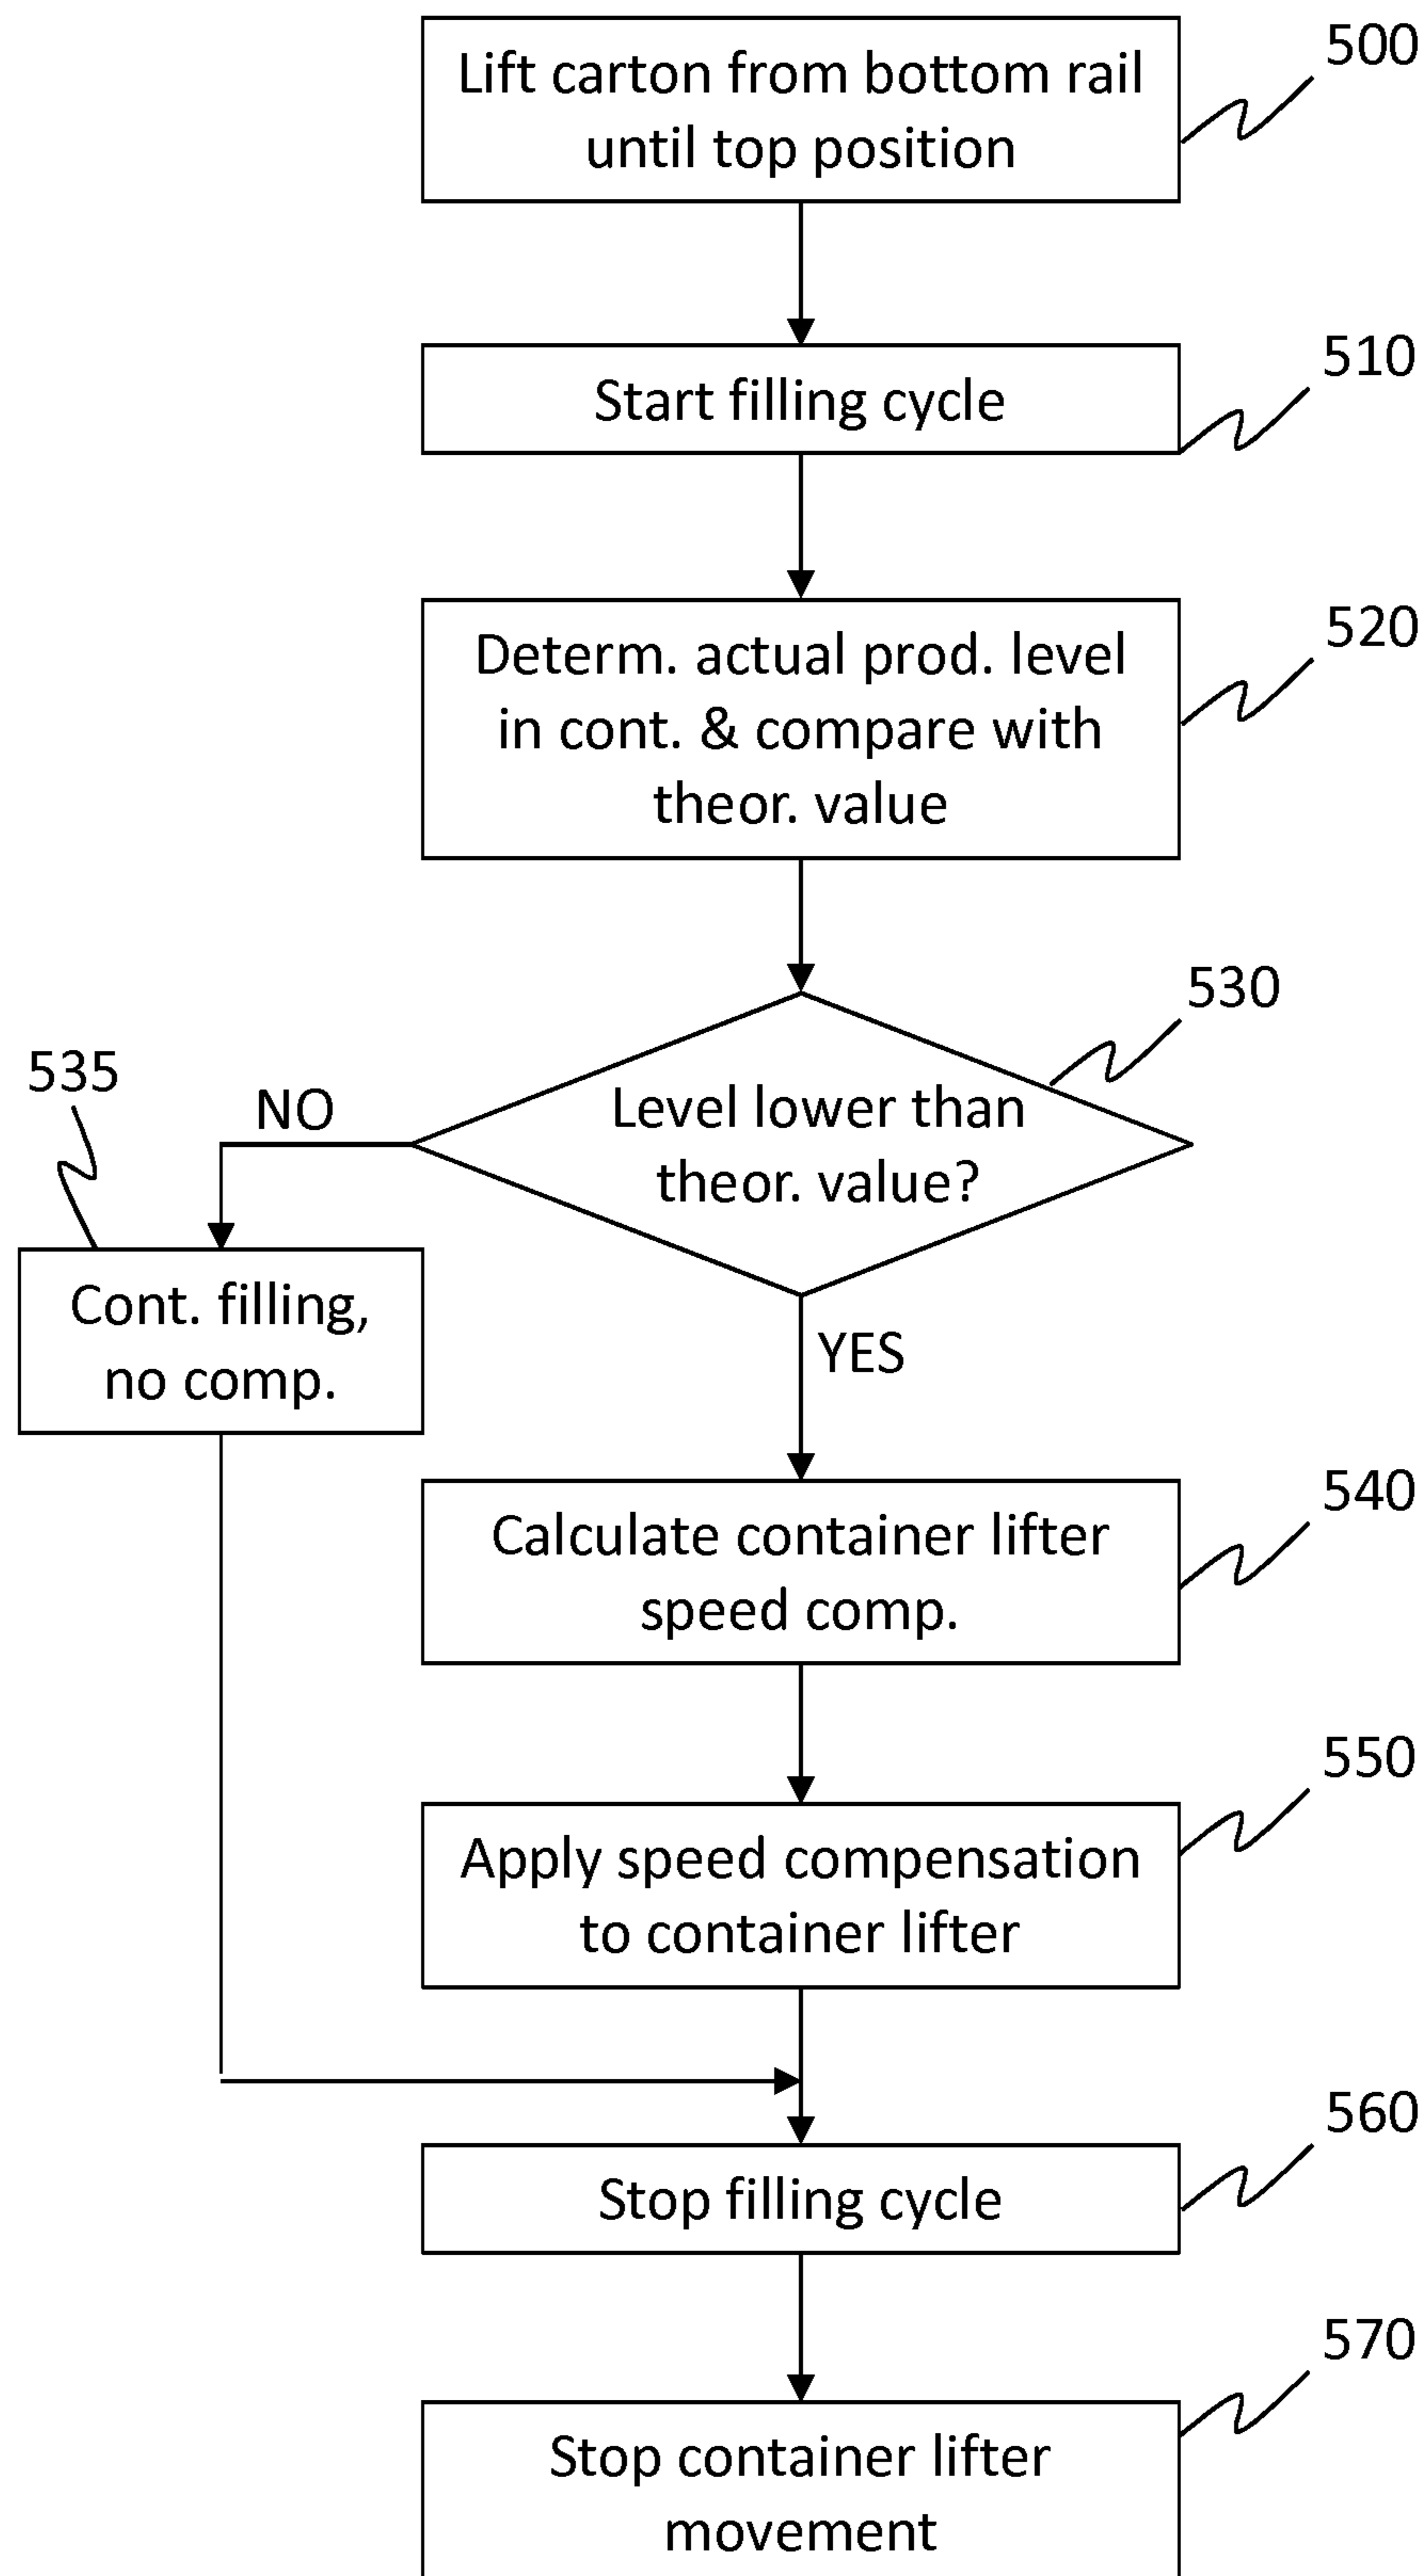 500
Lift carton from bottom rail
until top position
510
Start filling cycle
520
Determ. actual prod. level
in cont. & compare with
theor. value
530
Level lower than
theor. value?
535
NO
Cont. filling,
no comp.
YES
540
Calculate container lifter
speed comp.
550
Apply speed compensation
to container lifter
560
Stop filling cycle
570
Stop container lifter
movement